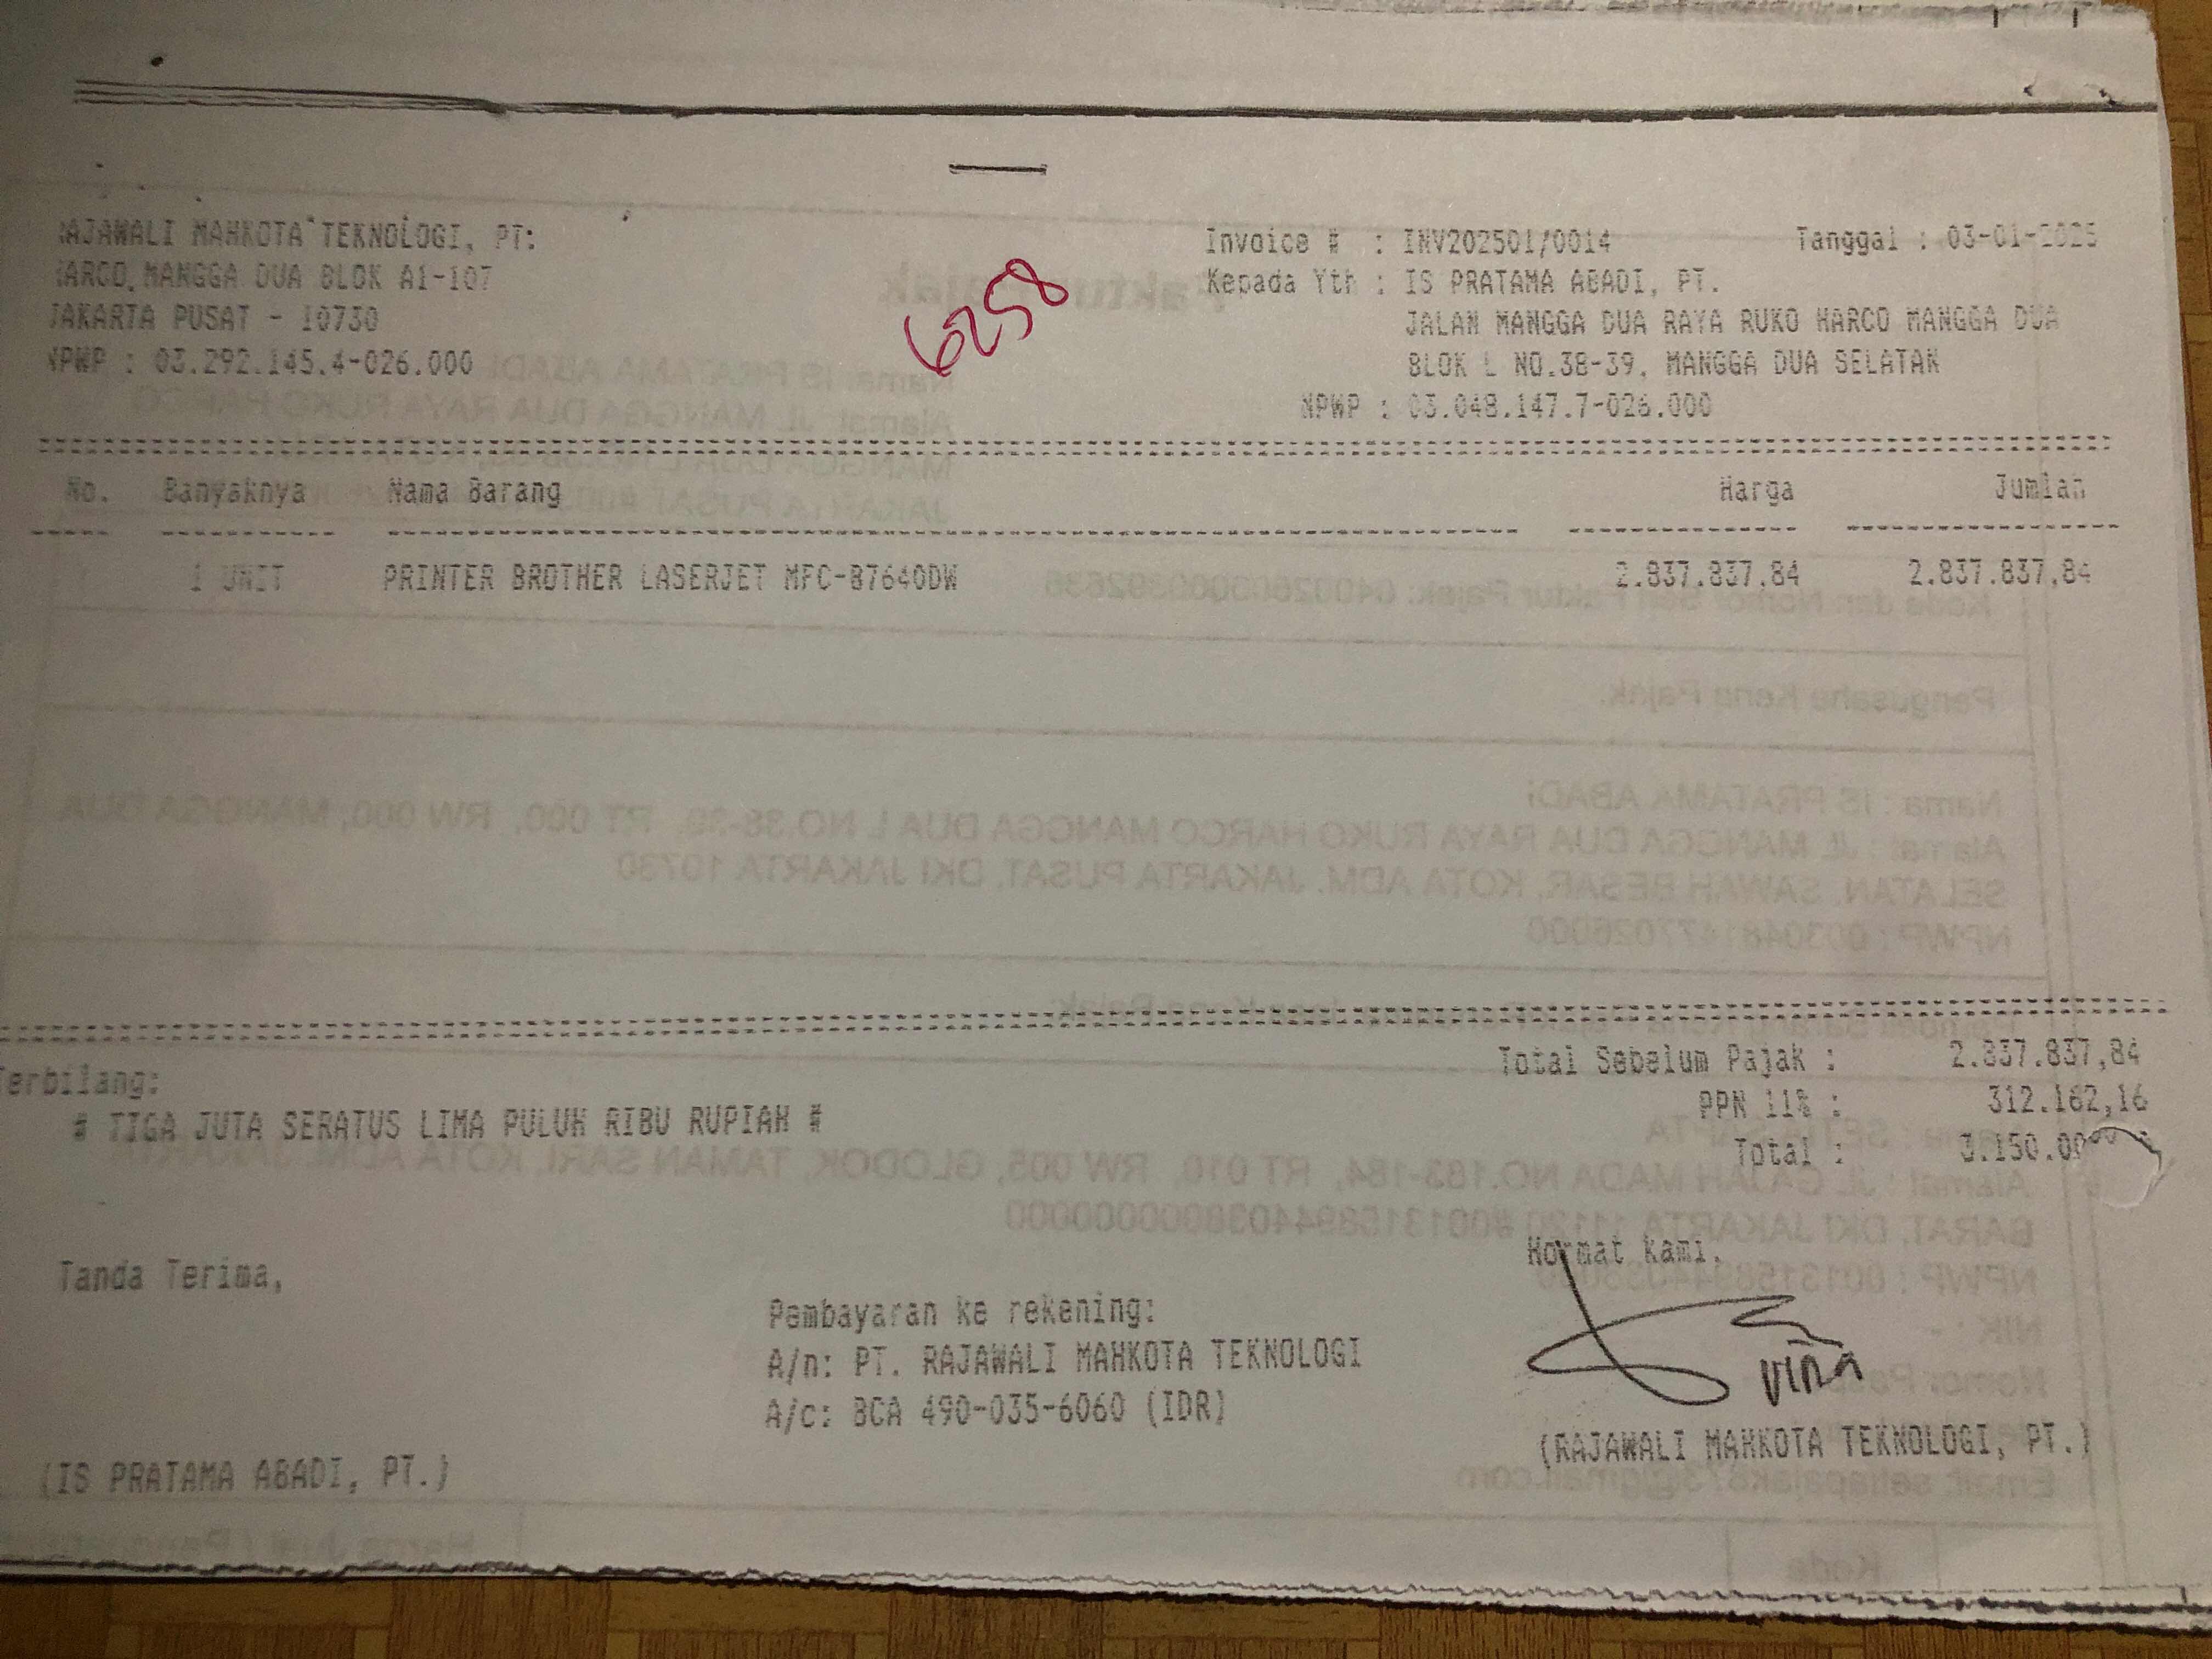 RAJAWALI MAHKOTA TEKNOLOGI, PT.
HARCO MANGGA DUA BLOK A1-107
JAKARTA PUSAT - 10730
NPWP : 03.292.145.4-026.000
6258
Invoice # : INV202501/0014 Tanggal : 03-01-2025
Kepada Yth : IS PRATAMA ABADI, PT.
JALAN MANGGA DUA RAYA RUKO HARCO MANGGA DUA
BLOK L NO.38-39, MANGGA DUA SELATAN
NPWP : 03.048.147.7-026.000
No. Banyaknya Nama Barang Harga Jumlah
1 UNIT PRINTER BROTHER LASERJET MFC-B7640DW 2.837.837,84 2.837.837,84
Total Sebelum Pajak : 2.837.837,84
PPN 11% : 312.162,16
Total : 3.150.00
Terbilang:
# TIGA JUTA SERATUS LIMA PULUH RIBU RUPIAH #
Tanda Terima,
(IS PRATAMA ABADI, PT.)
Pembayaran ke rekening:
A/n: PT. RAJAWALI MAHKOTA TEKNOLOGI
A/c: BCA 490-035-6060 (IDR)
Hormat Kami,
Vina
(RAJAWALI MAHKOTA TEKNOLOGI, PT.)